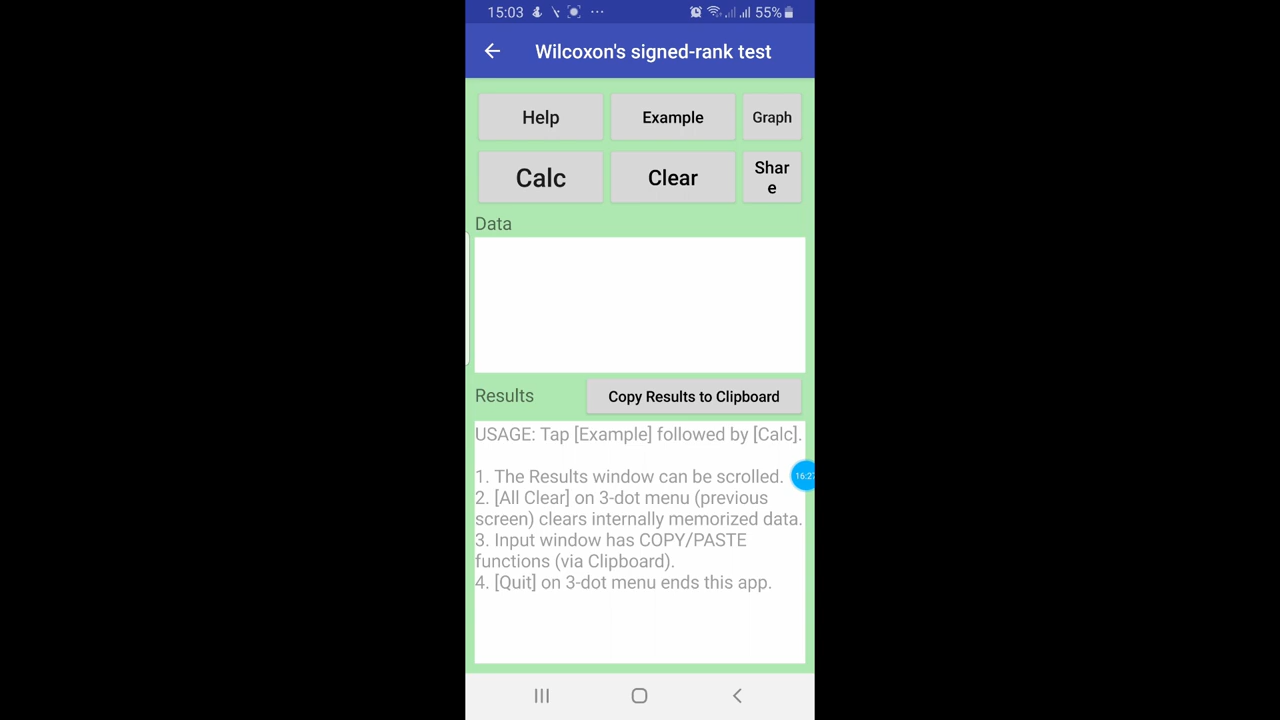 15:03 55%
Wilcoxon's signed-rank test
Help Example Graph
Calc Clear Shar
e
Data
Results Copy Results to Clipboard
USAGE: Tap [Example] followed by [Calc].
1. The Results window can be scrolled.
2. [All Clear] on 3-dot menu (previous
screen) clears internally memorized data.
3. Input window has COPY/PASTE
functions (via Clipboard).
4. [Quit] on 3-dot menu ends this app.
16:27